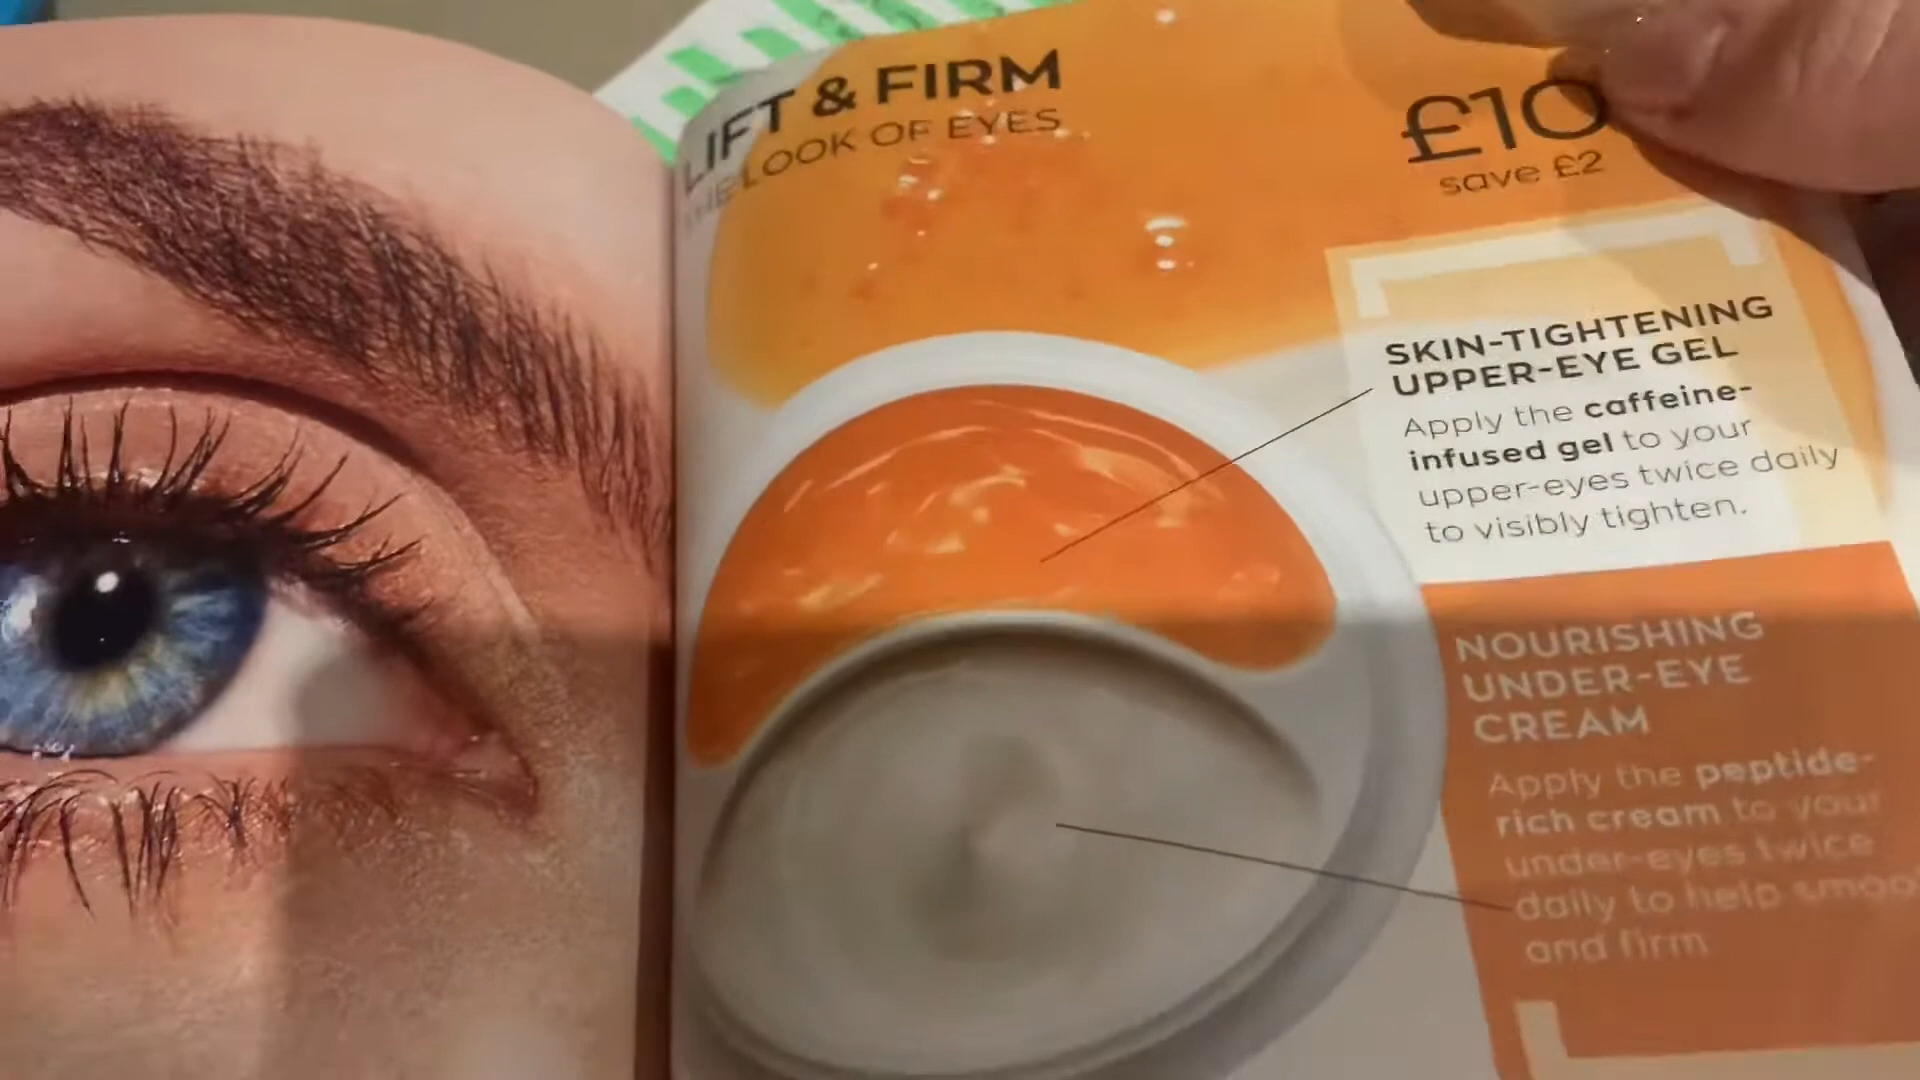 LIFT & FIRM
THE LOOK OF EYES
£10
save £2
SKIN-TIGHTENING
UPPER-EYE GEL
Apply the caffeine-
infused gel to your
upper-eyes twice daily
to visibly tighten.
NOURISHING
UNDER-EYE
CREAM
Apply the peptide-
rich cream to your
under-eyes twice
daily to help smoo
and firm